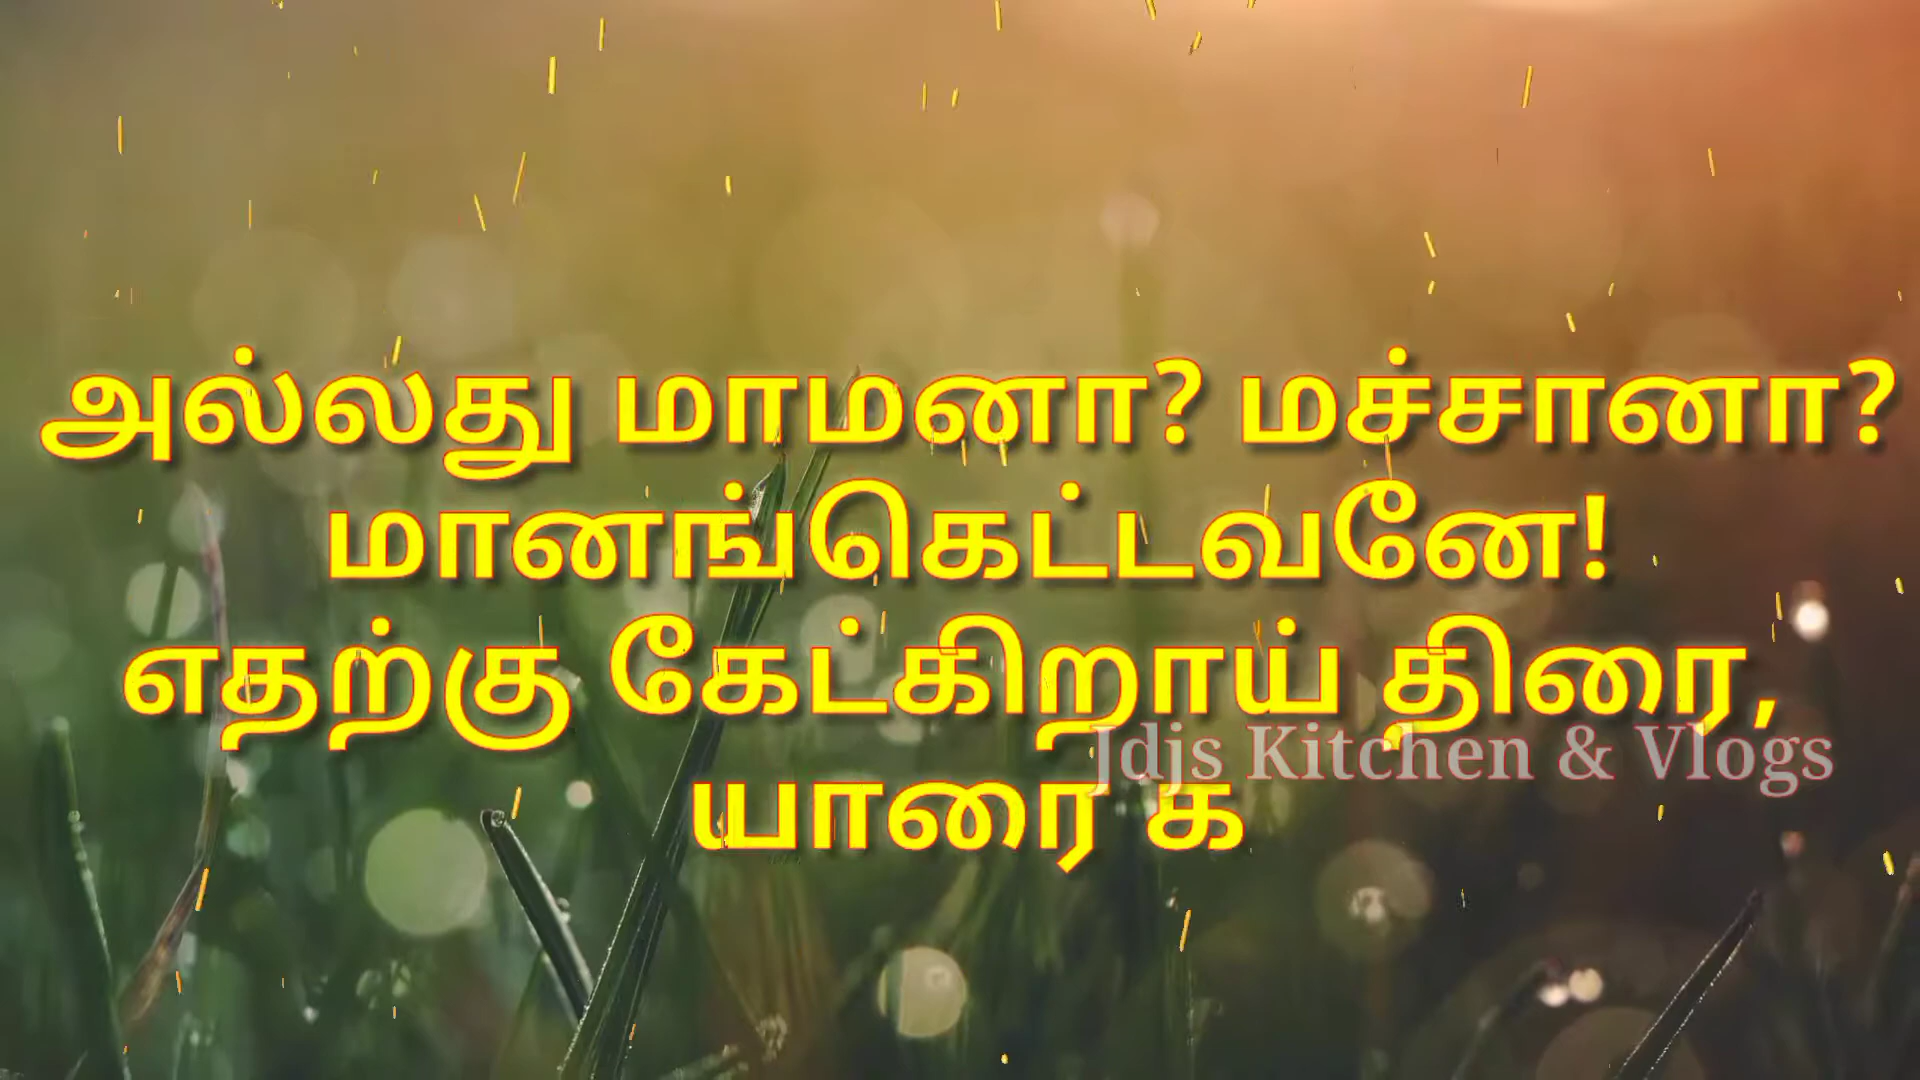 அல்லது மாமனா? மச்சானா?
மானங்கெட்டவனே!
எதற்கு கேட்கிறாய் திரை,
Jdjs Kitchen & Vlogs
யாரை க